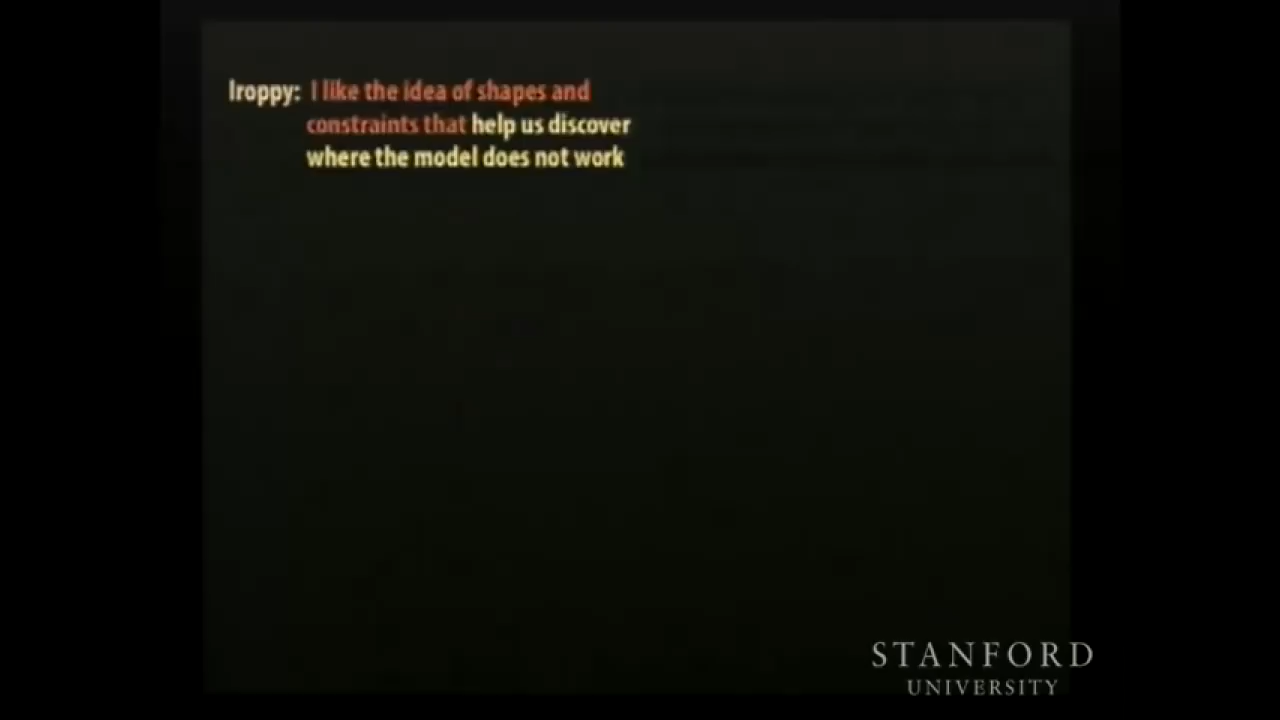 Iroppy: I like the idea of shapes and
constraints that help us discover
where the model does not work
STANFORD
UNIVERSITY